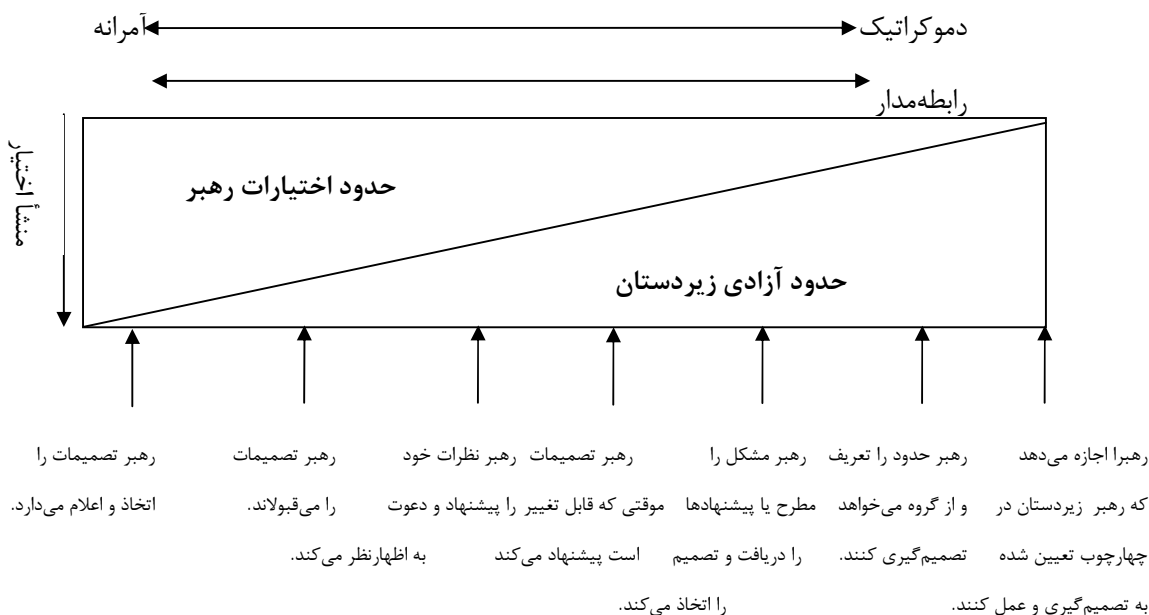 دموکراتیک
آمرانه
رابطه‌مدار
منشأ اختیار
حدود اختیارات رهبر
حدود آزادی زیردستان
رهبرا اجازه می‌دهد
که رهبر زیردستان در
چهارچوب تعیین شده
به تصمیم‌گیری و عمل کنند.
رهبر حدود را تعریف
و از گروه می‌خواهد
تصمیم‌گیری کنند.
رهبر مشکل را
مطرح یا پیشنهادها
را دریافت و تصمیم
را اتخاذ می‌کند.
رهبر تصمیمات
موقتی که قابل تغییر
است پیشنهاد می‌کند
رهبر نظرات خود
را پیشنهاد و دعوت
به اظهارنظر می‌کند.
رهبر تصمیمات
را می‌قبولاند.
رهبر تصمیمات را
اتخاذ و اعلام می‌دارد.